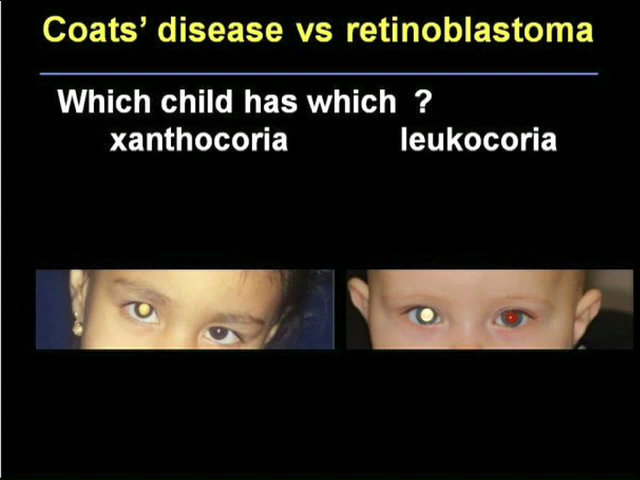 Coats’ disease vs retinoblastoma
Which child has which ?
xanthocoria leukocoria